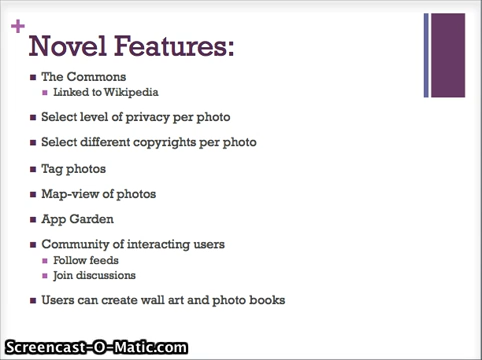 +
Novel Features:
The Commons
Linked to Wikipedia
Select level of privacy per photo
Select different copyrights per photo
Tag photos
Map-view of photos
App Garden
Community of interacting users
Follow feeds
Join discussions
Users can create wall art and photo books
Screencast-O-Matic.com